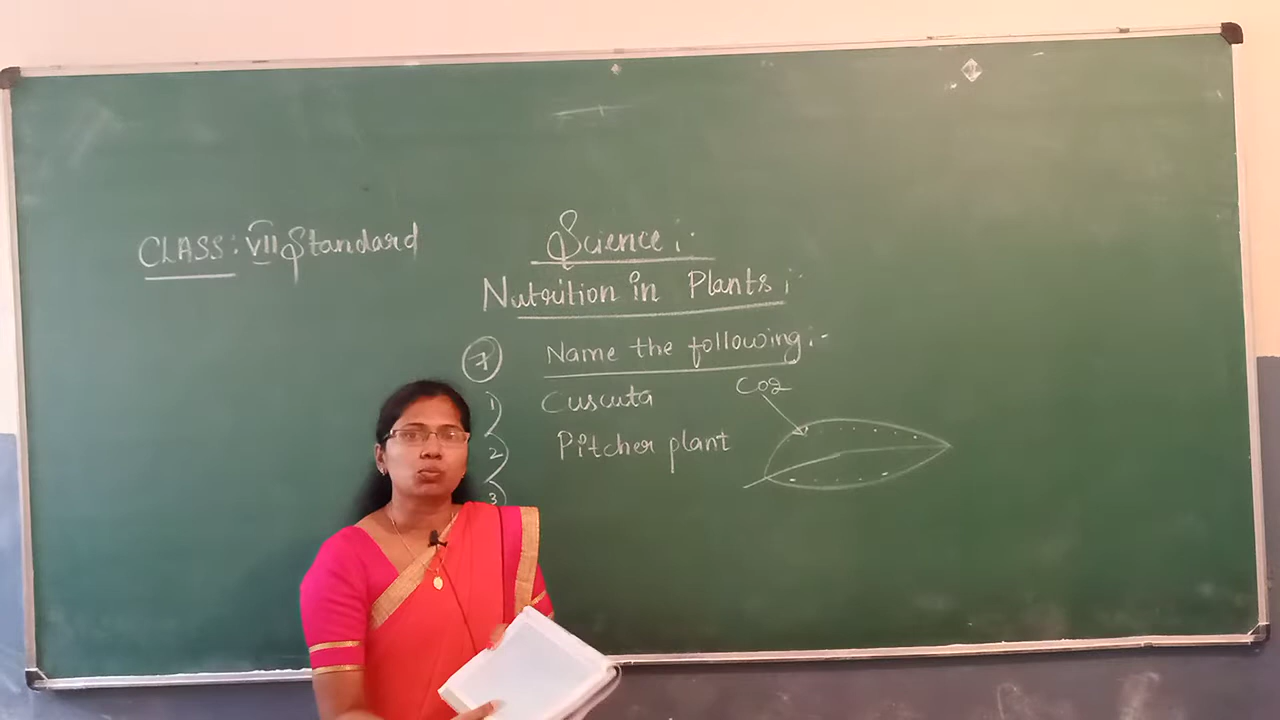 CLASS: VII Standard
Science:-
Nutrition in Plants:-
7 Name the following:-
1) Cuscuta
CO2
2) Pitcher plant
3)